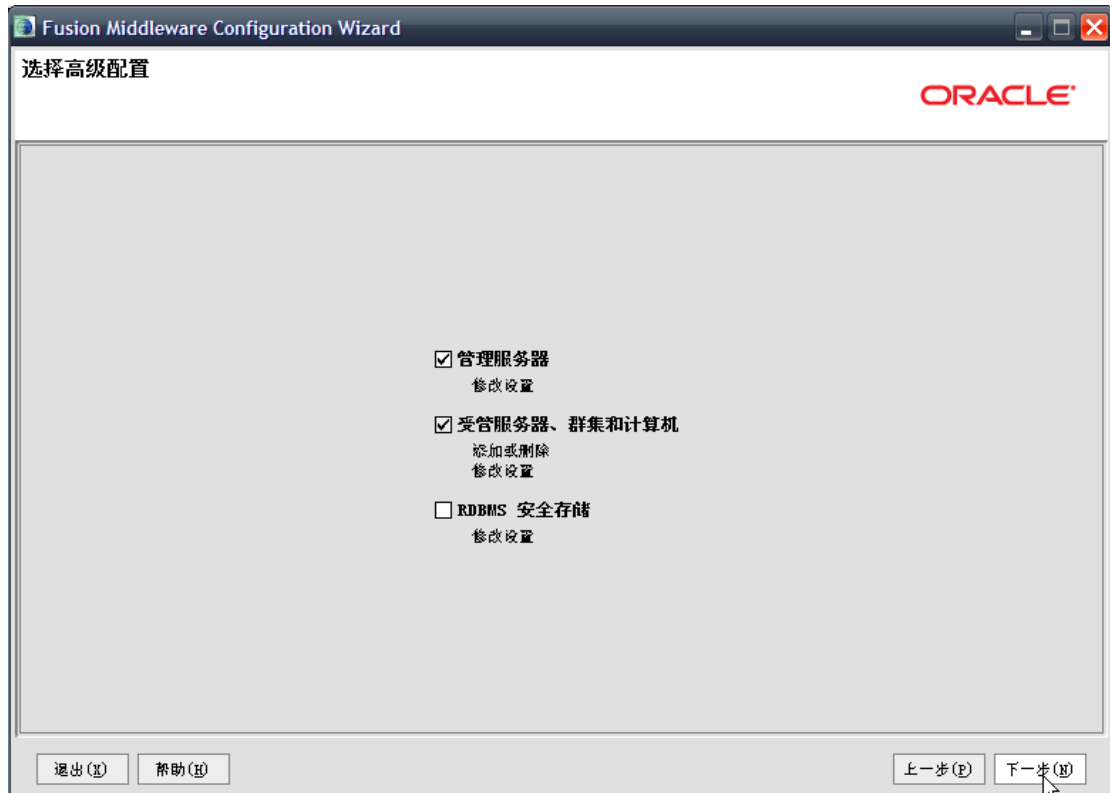 Fusion Middleware Configuration Wizard
选择高级配置
ORACLE
管理服务器
修改设置
受管服务器、群集和计算机
添加或删除
修改设置
RDBMS 安全存储
修改设置
退出(X) 帮助(H) 上一步(P) 下一步(N)